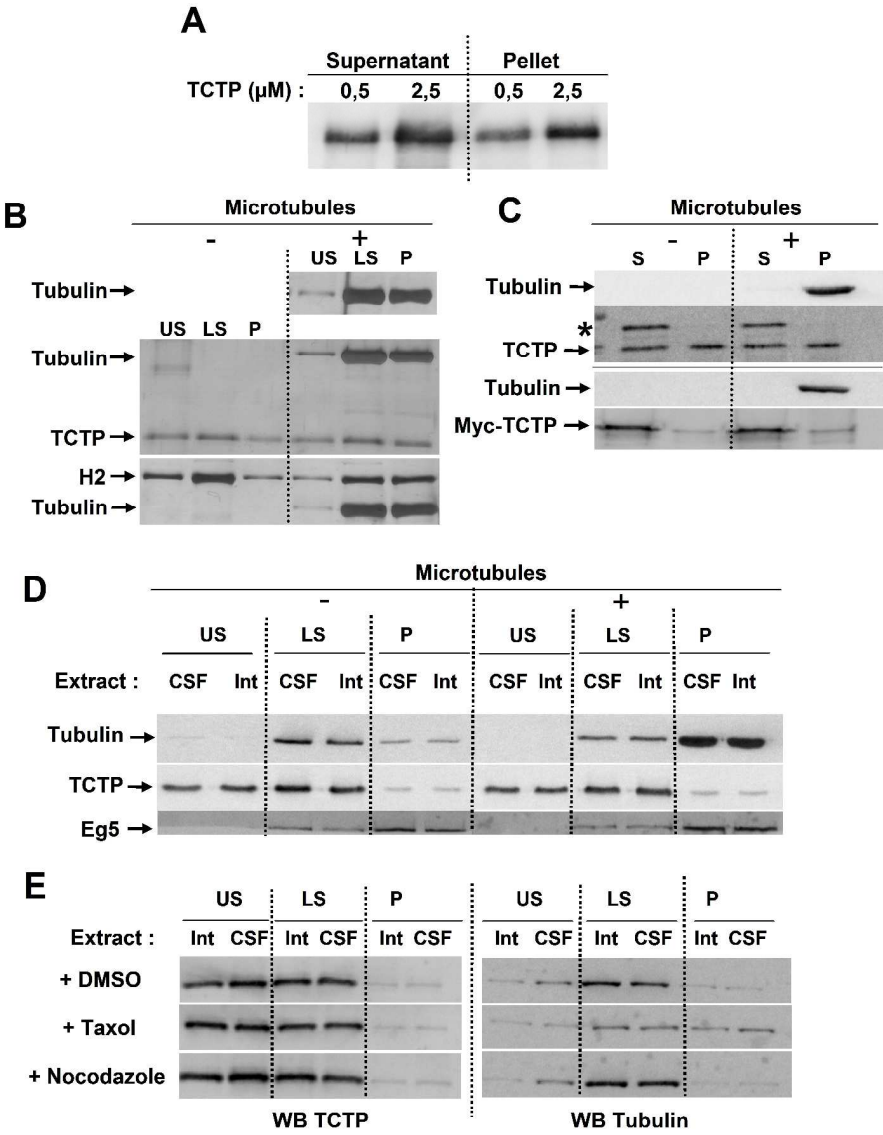 A
Supernatant Pellet
TCTP (µM) : 0,5 2,5 0,5 2,5
B
Microtubules
- +
US LS P
Tubulin
US LS P
Tubulin
TCTP
H2
Tubulin
C
Microtubules
- +
S P S P
Tubulin
*
TCTP
Tubulin
Myc-TCTP
D
Microtubules
- +
US LS P US LS P
Extract : CSF Int CSF Int CSF Int CSF Int CSF Int CSF Int
Tubulin
TCTP
Eg5
E
US LS P US LS P
Extract : Int CSF Int CSF Int CSF Int CSF Int CSF Int CSF
+ DMSO
+ Taxol
+ Nocodazole
WB TCTP WB Tubulin